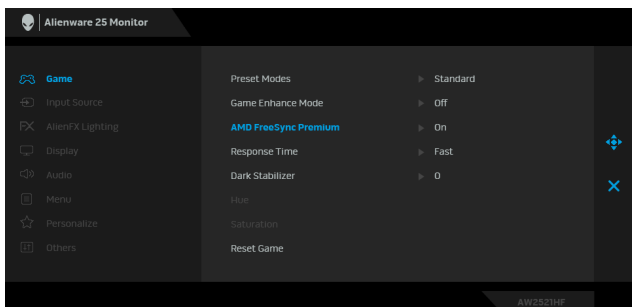 Alienware 25 Monitor
Game
Input Source
AlienFX Lighting
Display
Audio
Menu
Personalize
Others
Preset Modes Standard
Game Enhance Mode Off
AMD FreeSync Premium On
Response Time Fast
Dark Stabilizer 0
Hue
Saturation
Reset Game
AW2521HF